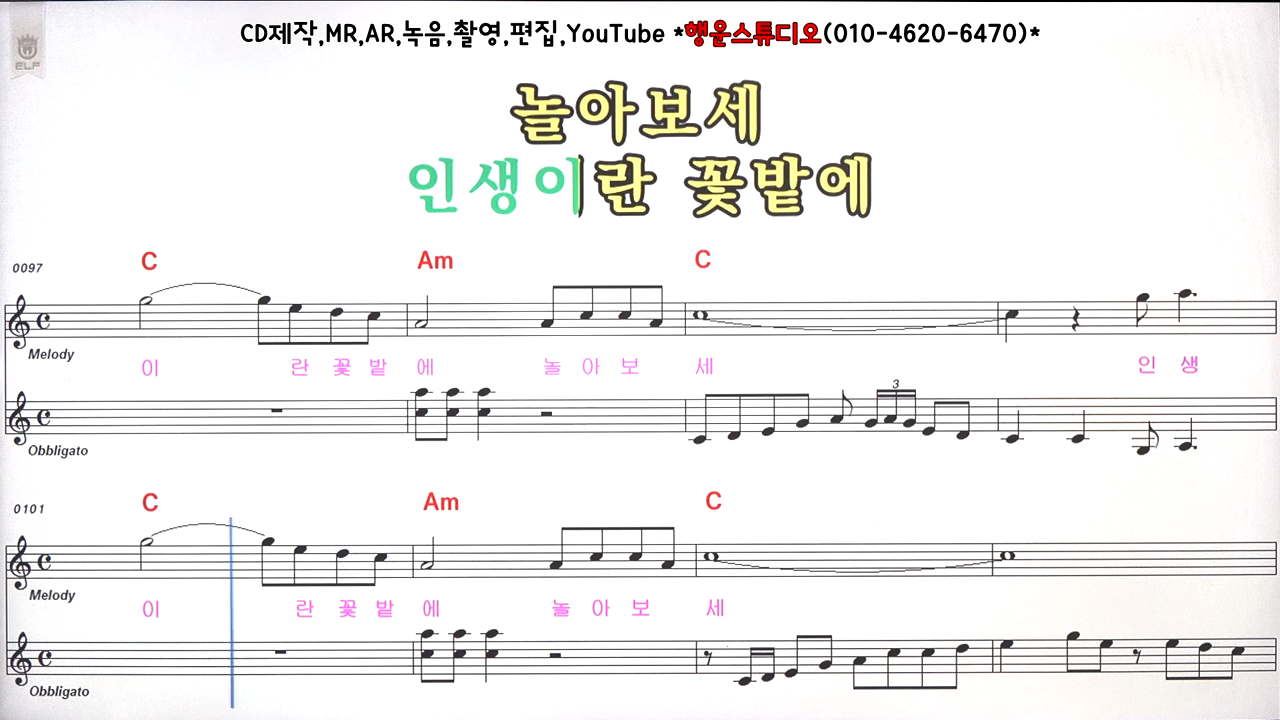 CD제작,MR,AR,녹음,촬영,편집,YouTube *행운스튜디오(010-4620-6470)*
ELF
놀아보세
인생이란 꽃밭에
C Am C
0097
Melody
이 란 꽃 밭 에 놀 아 보 세 인 생
3
Obbligato
C Am C
0101
Melody
이 란 꽃 밭 에 놀 아 보 세
Obbligato